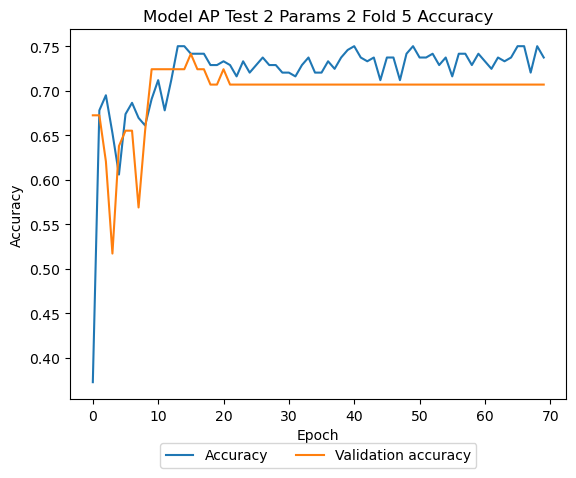 Model AP Test 2 Params 2 Fold 5 Accuracy
0.75
0.70
0.65
0.60
0.55
0.50
0.45
0.40
Accuracy
0 10 20 30 40 50 60 70
Epoch
Accuracy Validation accuracy